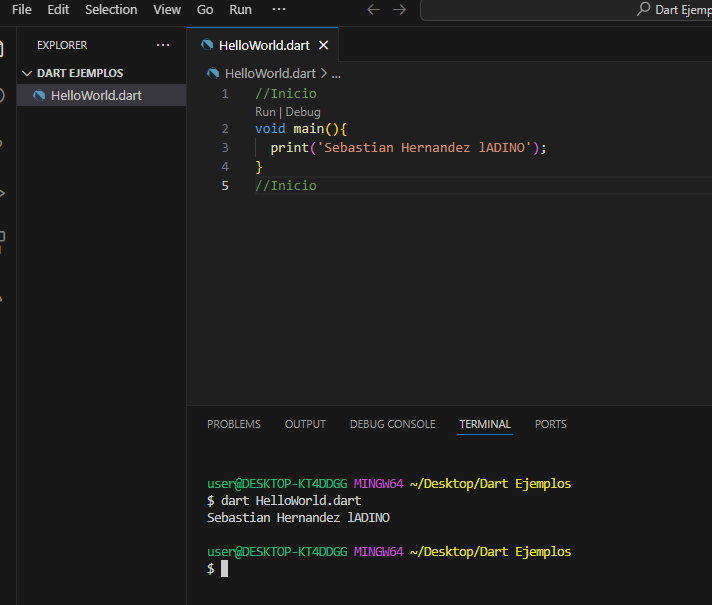 File Edit Selection View Go Run ··· Dart Ejemp
EXPLORER ···
DART EJEMPLOS
HelloWorld.dart
HelloWorld.dart
HelloWorld.dart > ...
1 //Inicio
Run | Debug
2 void main(){
3 print('Sebastian Hernandez lADINO');
4 }
5 //Inicio
PROBLEMS OUTPUT DEBUG CONSOLE TERMINAL PORTS
user@DESKTOP-KT4DDGG MINGW64 ~/Desktop/Dart Ejemplos
$ dart HelloWorld.dart
Sebastian Hernandez lADINO
user@DESKTOP-KT4DDGG MINGW64 ~/Desktop/Dart Ejemplos
$